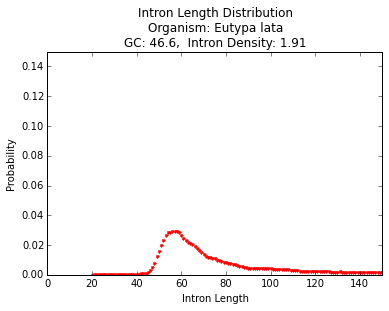 Intron Length Distribution
Organism: Eutypa lata
GC: 46.6,  Intron Density: 1.91
0.14
0.12
0.10
0.08
0.06
0.04
0.02
0.00
Probability
0 20 40 60 80 100 120 140
Intron Length